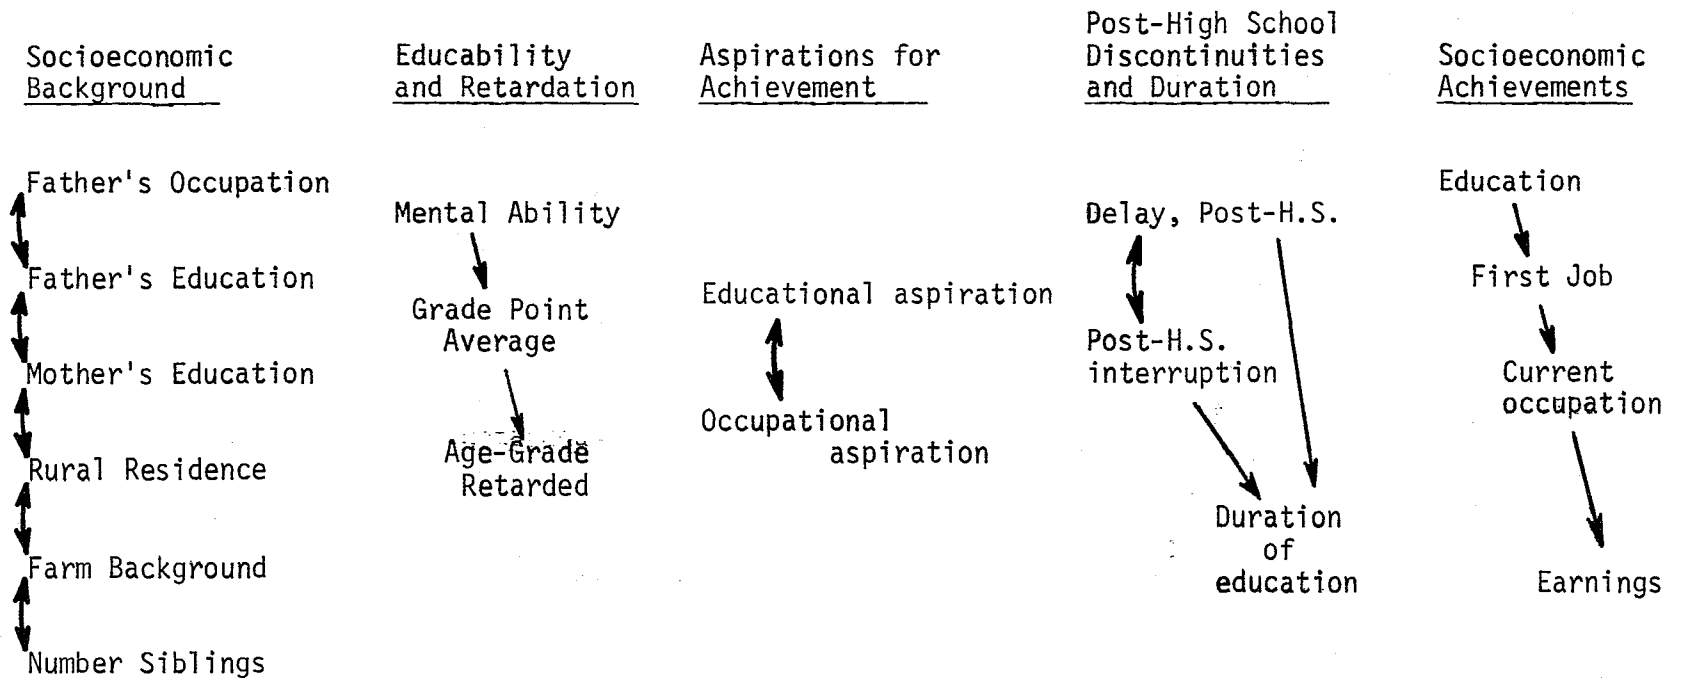 Socioeconomic
Background
Educability
and Retardation
Aspirations for
Achievement
Post-High School
Discontinuities
and Duration
Socioeconomic
Achievements
Father's Occupation
Father's Education
Mother's Education
Rural Residence
Farm Background
Number Siblings
Mental Ability
Grade Point
Average
Age-Grade
Retarded
Educational aspiration
Occupational
aspiration
Delay, Post-H.S.
Post-H.S.
interruption
Duration
of
education
Education
First Job
Current
occupation
Earnings